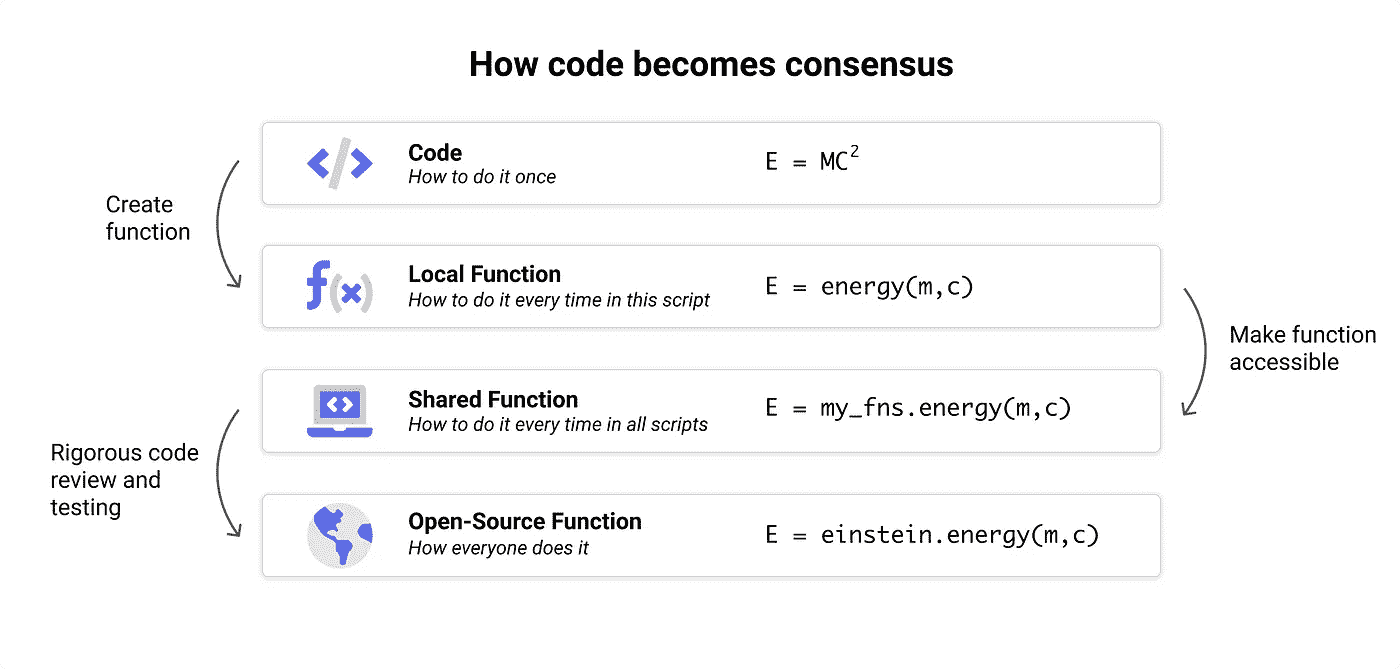 How code becomes consensus
Code
How to do it once
E = MC²
Create
function
Local Function
How to do it every time in this script
E = energy(m,c)
Make function
accessible
Shared Function
How to do it every time in all scripts
E = my_fns.energy(m,c)
Rigorous code
review and
testing
Open-Source Function
How everyone does it
E = einstein.energy(m,c)